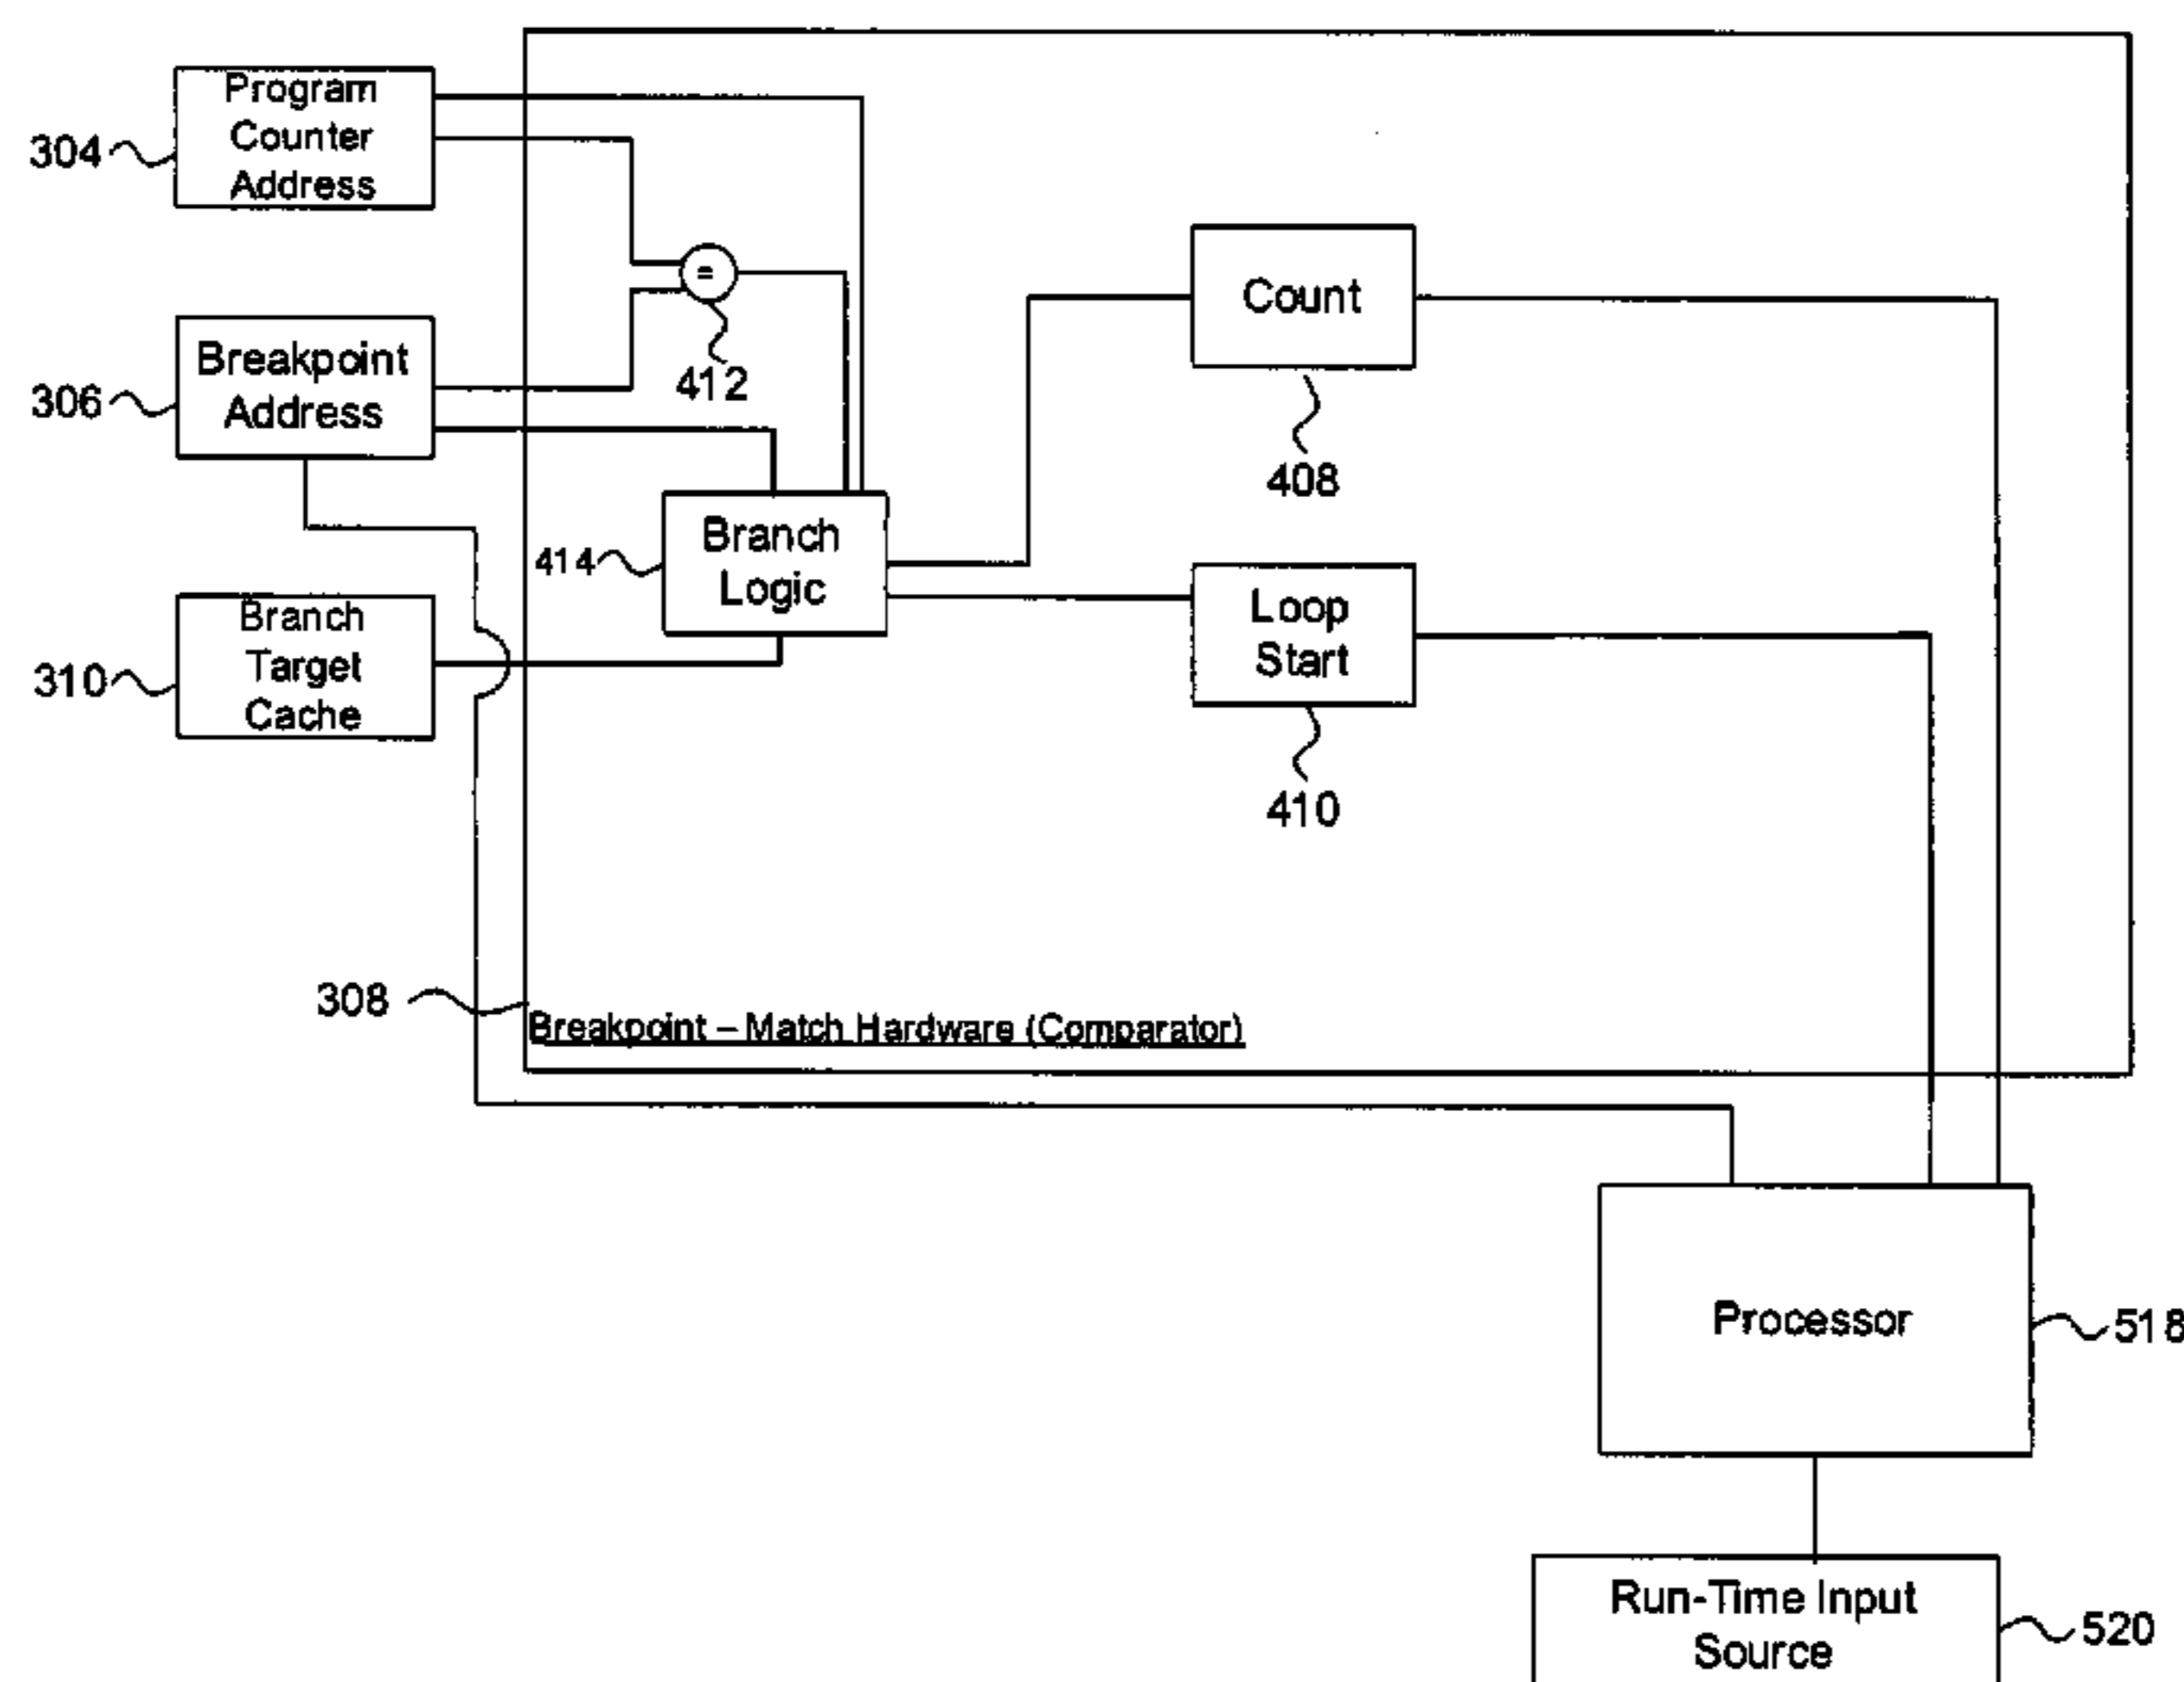 Program
Counter
Address
304
Breakpoint
Address
306
=
412
Branch
Target
Cache
310
Branch
Logic
414
Count
408
Loop
Start
410
308
Breakpoint – Match Hardware (Comparator)
Processor
518
Run-Time Input
Source
520